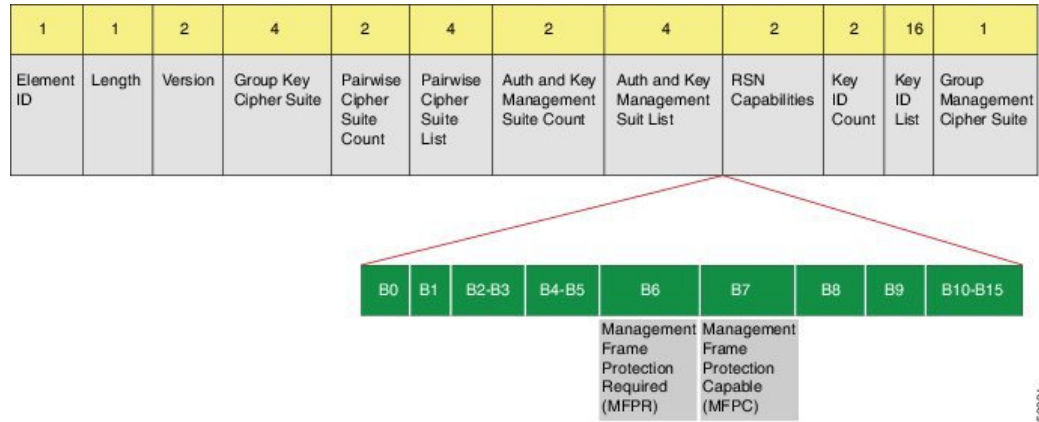 1 1 2 4 2 4 2 4 2 2 16 1
Element ID
Length
Version
Group Key Cipher Suite
Pairwise Cipher Suite Count
Pairwise Cipher Suite List
Auth and Key Management Suite Count
Auth and Key Management Suit List
RSN Capabilities
Key ID Count
Key ID List
Group Management Cipher Suite
B0 B1 B2-B3 B4-B5 B6 B7 B8 B9 B10-B15
Management Frame Protection Required (MFPR)
Management Frame Protection Capable (MFPC)